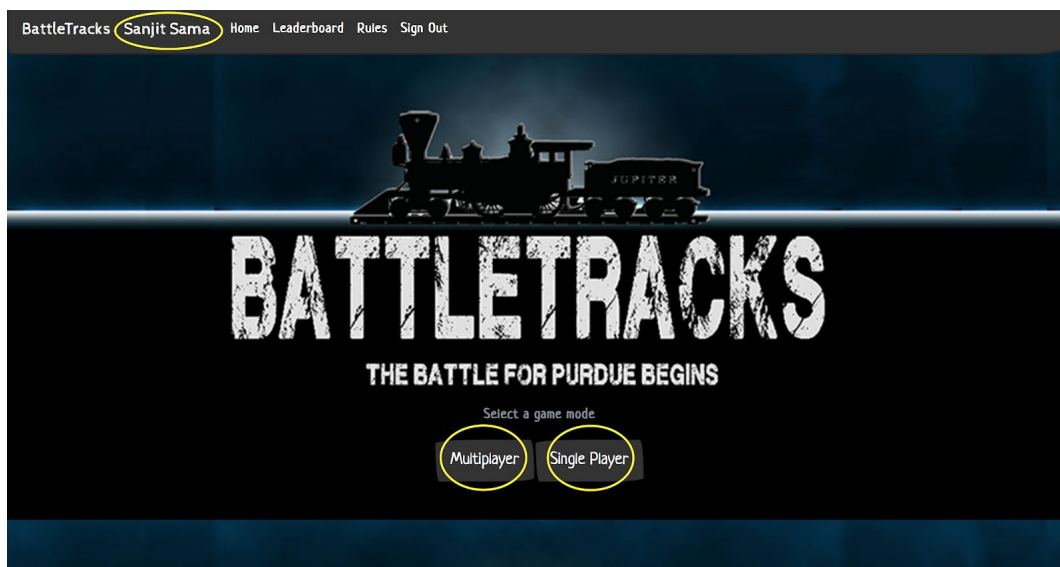 BattleTracks Sanjit Sama Home Leaderboard Rules Sign Out
JUPITER
BATTLETRACKS
THE BATTLE FOR PURDUE BEGINS
Select a game mode
Multiplayer Single Player